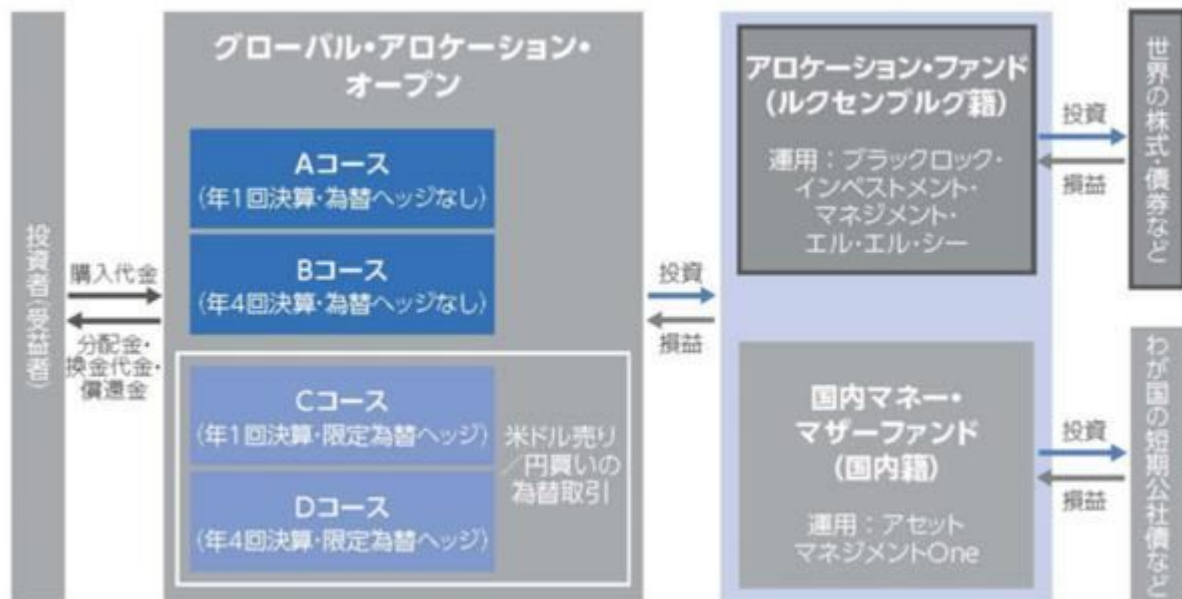 投資者(受益者)
購入代金
分配金・
換金代金・
償還金
グローバル・アロケーション・
オープン
Aコース
(年1回決算・為替ヘッジなし)
Bコース
(年4回決算・為替ヘッジなし)
Cコース
(年1回決算・限定為替ヘッジ)
Dコース
(年4回決算・限定為替ヘッジ)
米ドル売り
/円買いの
為替取引
投資
損益
アロケーション・ファンド
(ルクセンブルグ籍)
運用:ブラックロック・
インベストメント・
マネジメント・
エル・エル・シー
国内マネー・
マザーファンド
(国内籍)
運用:アセット
マネジメントOne
投資
損益
世界の株式・債券など
投資
損益
わが国の短期公社債など